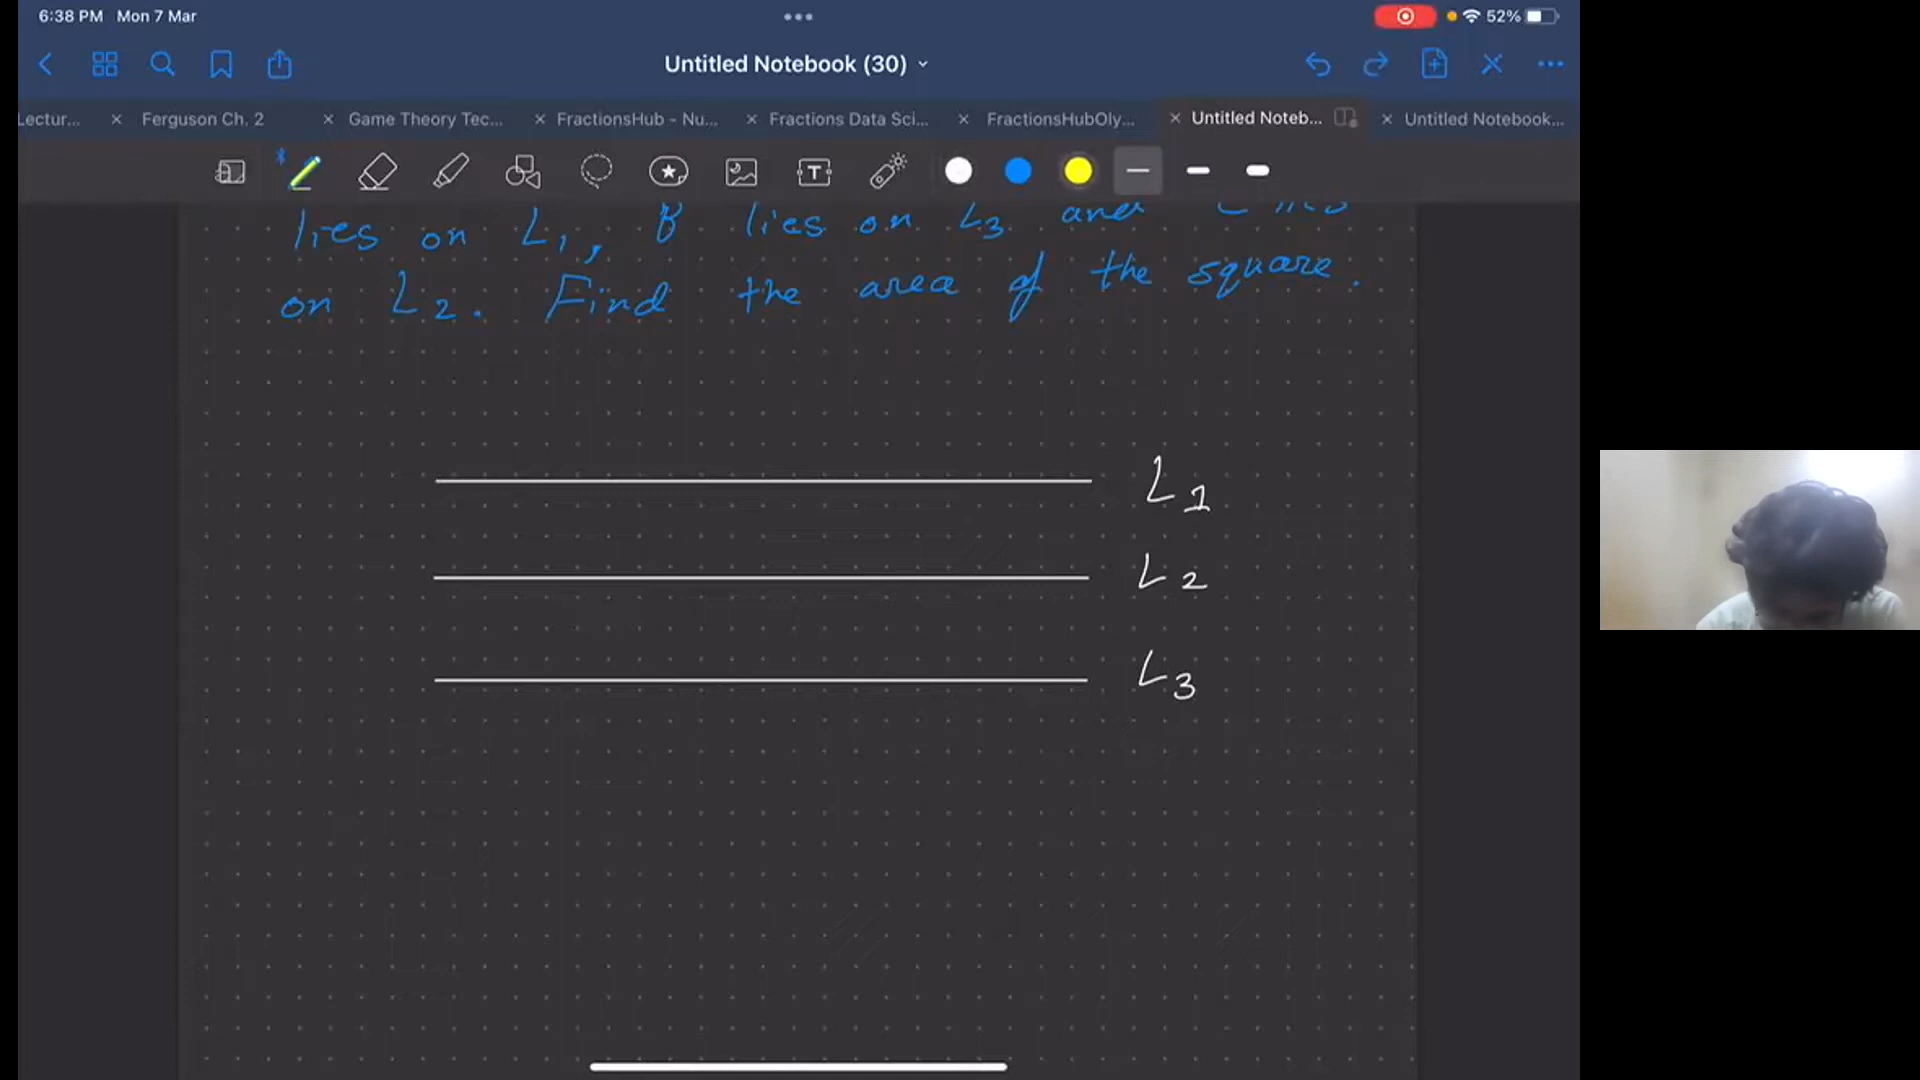 6:38 PM Mon 7 Mar
52%
Untitled Notebook (30)
Lectur... Ferguson Ch. 2 Game Theory Tec... FractionsHub - Nu... Fractions Data Sci... FractionsHubOly... Untitled Noteb... Untitled Notebook...
T
lies on L1, B lies on L3 and C lies
on L2. Find the area of the square.
L1
L2
L3